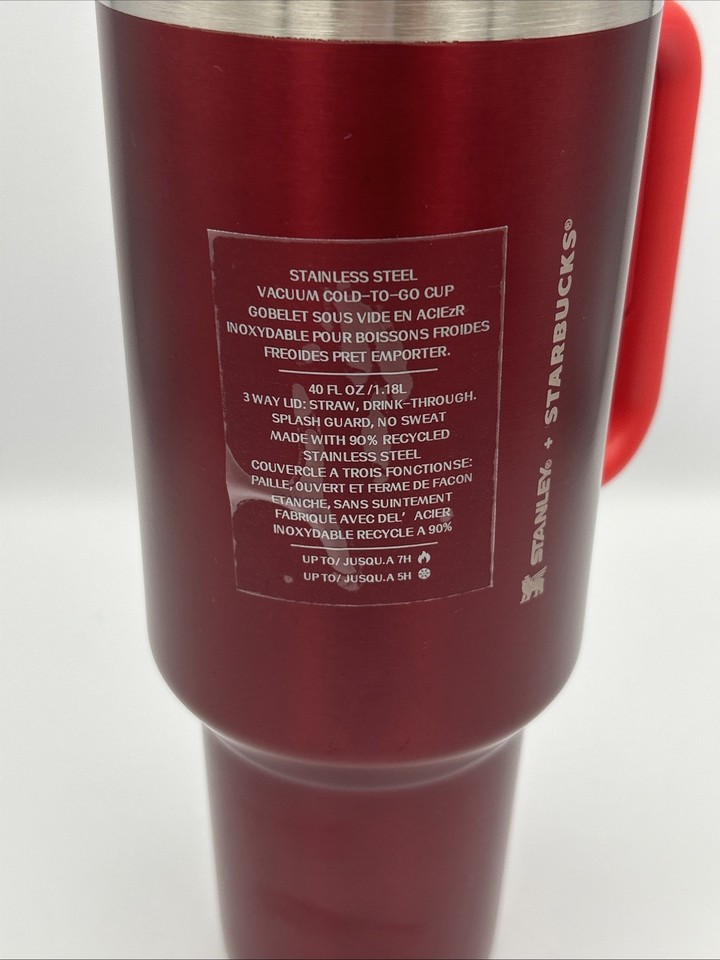 STAINLESS STEEL
VACUUM COLD-TO-GO CUP
GOBELET SOUS VIDE EN ACIEzR
INOXYDABLE POUR BOISSONS FROIDES
FREOIDES PRET EMPORTER.
40 FL OZ/1.18L
3 WAY LID: STRAW, DRINK-THROUGH.
SPLASH GUARD, NO SWEAT
MADE WITH 90% RECYCLED
STAINLESS STEEL
COUVERCLE A TROIS FONCTIONSE:
PAILLE, OUVERT ET FERME DE FACON
ETANCHE, SANS SUINTEMENT
FABRIQUE AVEC DEL' ACIER
INOXYDABLE RECYCLE A 90%
UP TO/ JUSQU.A 7H
UP TO/ JUSQU.A 5H
STANLEY® + STARBUCKS®